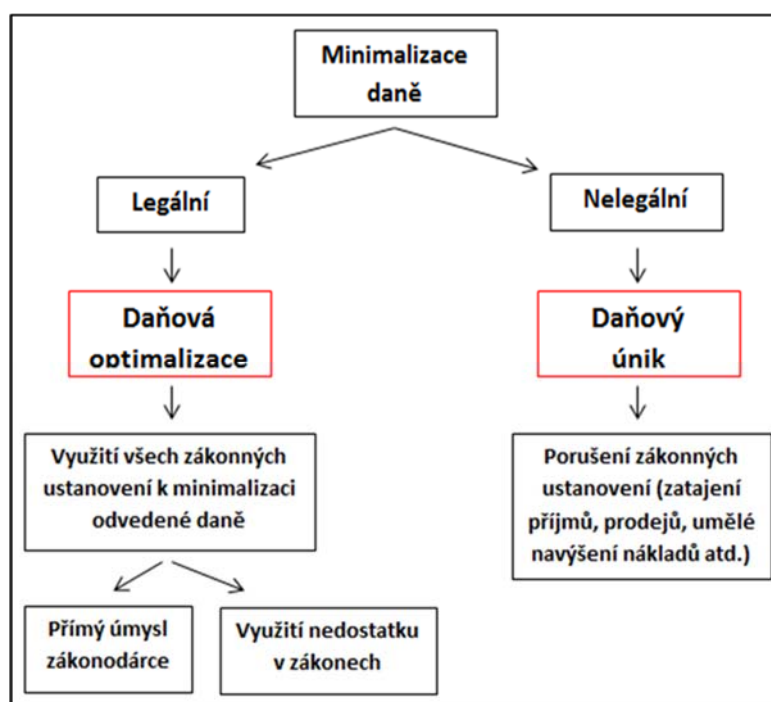 Minimalizace
daně
Legální
Nelegální
Daňová
optimalizace
Daňový
únik
Využití všech zákonných
ustanovení k minimalizaci
odvedené daně
Porušení zákonných
ustanovení (zatajení
příjmů, prodejů, umělé
navýšení nákladů atd.)
Přímý úmysl
zákonodárce
Využití nedostatku
v zákonech